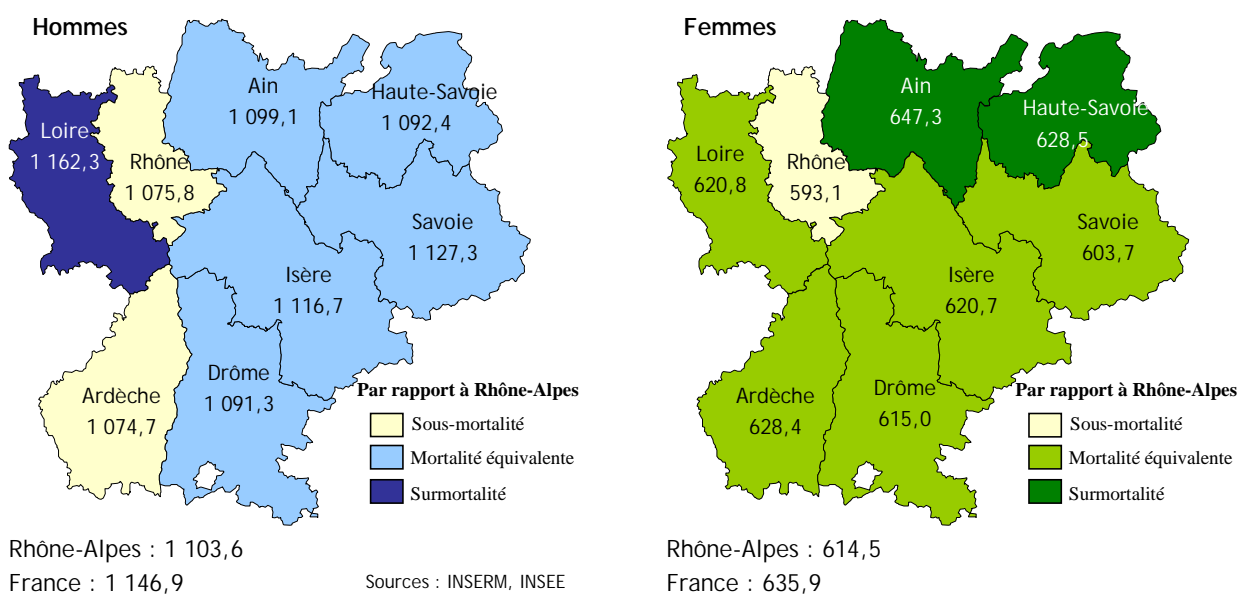 Hommes
Ain
1 099,1
Haute-Savoie
1 092,4
Loire
1 162,3
Rhône
1 075,8
Savoie
1 127,3
Isère
1 116,7
Drôme
1 091,3
Ardèche
1 074,7
Par rapport à Rhône-Alpes
Sous-mortalité
Mortalité équivalente
Surmortalité
Rhône-Alpes : 1 103,6
France : 1 146,9
Sources : INSERM, INSEE
Femmes
Ain
647,3
Haute-Savoie
628,5
Loire
620,8
Rhône
593,1
Savoie
603,7
Isère
620,7
Drôme
615,0
Ardèche
628,4
Par rapport à Rhône-Alpes
Sous-mortalité
Mortalité équivalente
Surmortalité
Rhône-Alpes : 614,5
France : 635,9